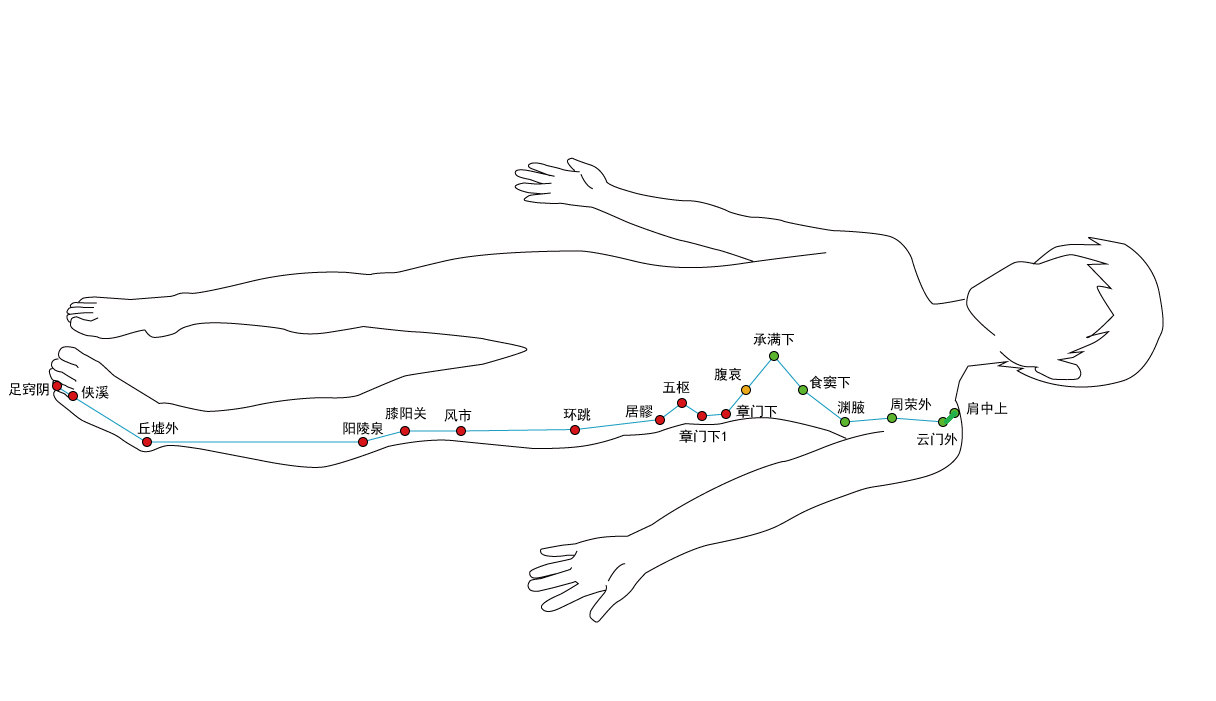 承满下
腹哀
食窦下
五枢
足窍阴
侠溪
周荣外
渊腋
肩中上
居髎
章门下
膝阳关
风市
环跳
丘墟外
阳陵泉
章门下1
云门外